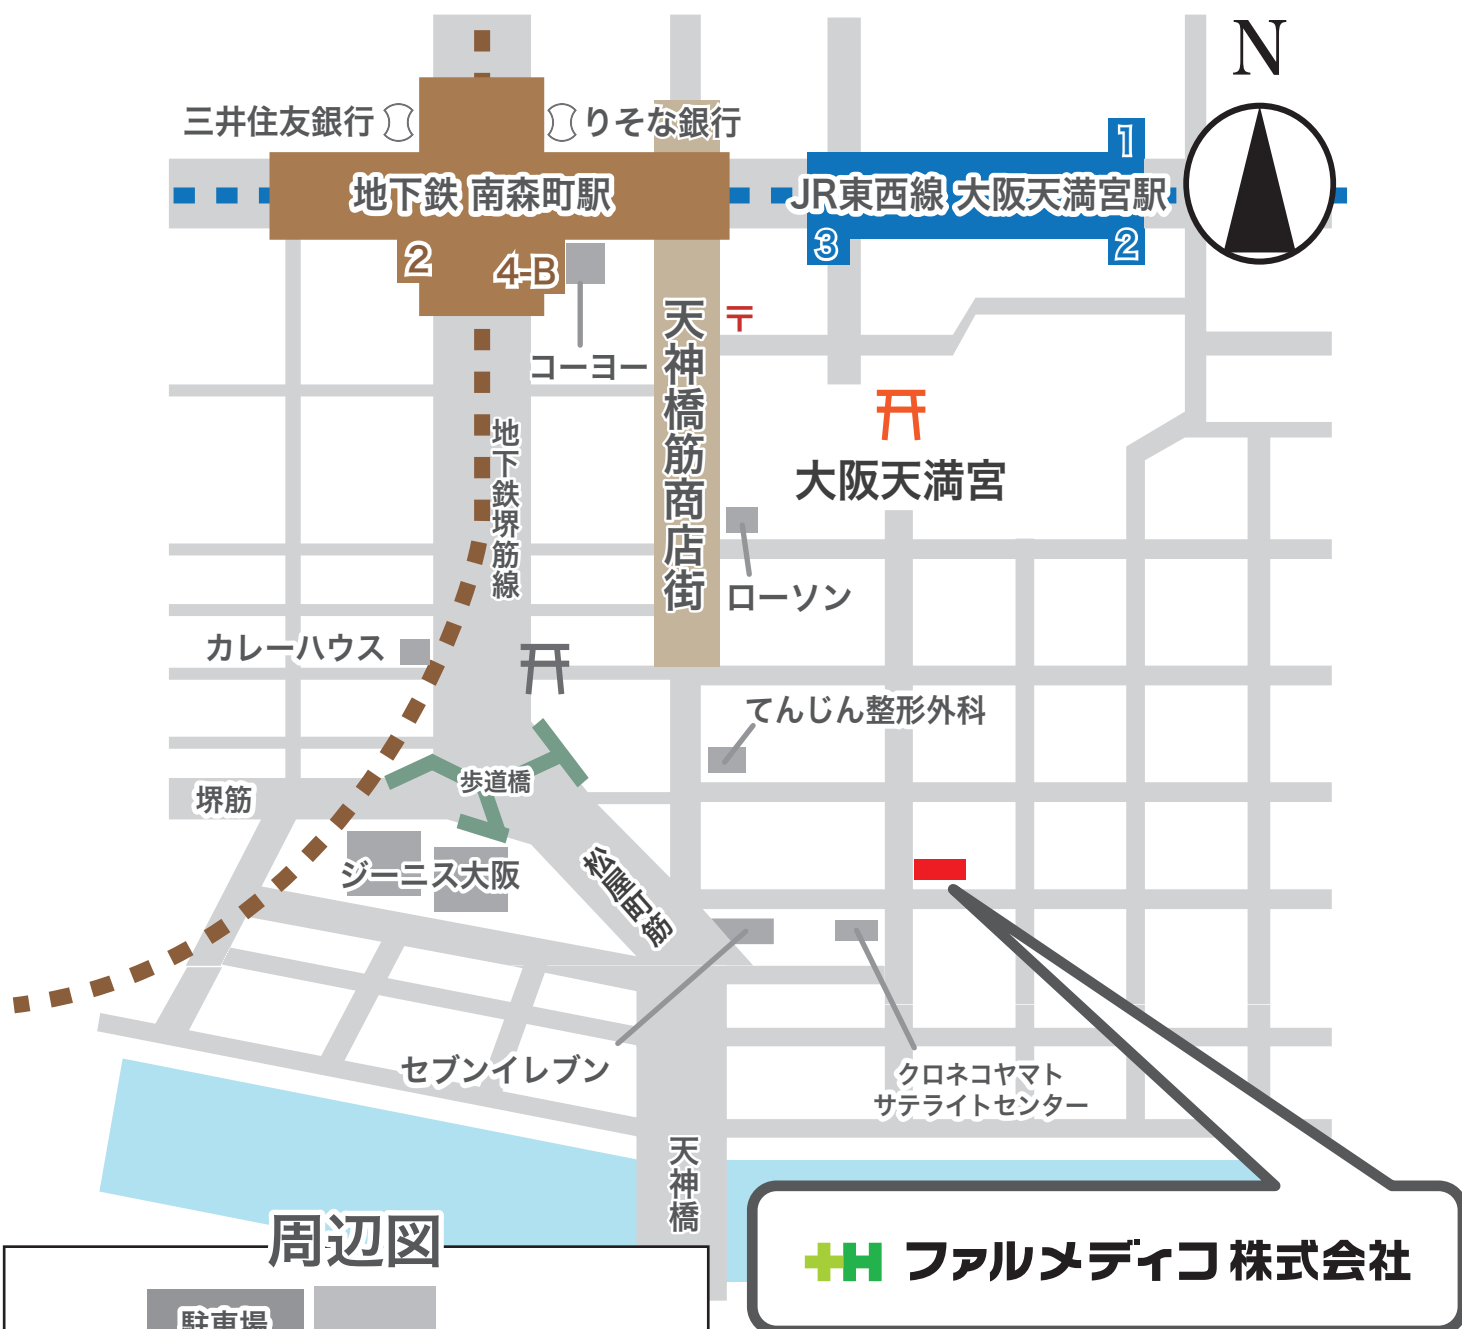 N
三井住友銀行
りそな銀行
1
地下鉄 南森町駅
JR東西線 大阪天満宮駅
2
4-B
3
2
天神橋筋商店街
〒
コーヨー
地下鉄堺筋線
大阪天満宮
ローソン
カレーハウス
てんじん整形外科
歩道橋
堺筋
ジーニス大阪
松屋町筋
セブンイレブン
クロネコヤマト
サテライトセンター
天神橋
周辺図
ファルメディコ 株式会社
駐車場